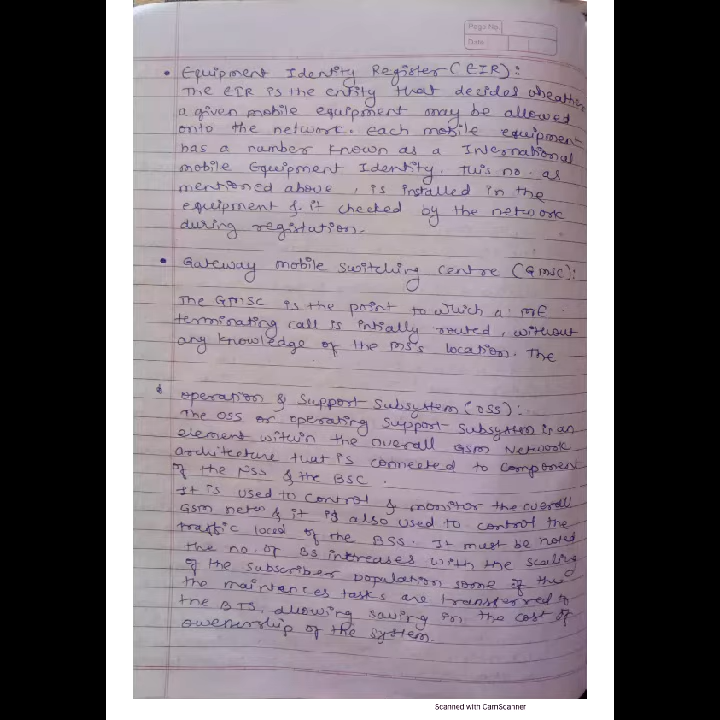 Page No
Date
• Equipment Identity Register (EIR):
The EIR is the entity that decides wheather
a given mobile equipment may be allowed
onto the network. Each mobile equipment
has a number known as a International
mobile Equipment Identity. This no. as
mentioned above, is installed in the
equipment & it checked by the network
during registation.
• Gateway mobile switching centre (GMSC):
The GMSC is the point to which a ME
terminating call is intially routed, without
any knowledge of the MS's location. The
• operation & Support Subsystem (OSS):
The OSS or operating support subsystem is an
element within the overall GSM Network
architecture that is connected to component
of the NSS & the BSC.
It is used to control & monitor the overall
GSM & it is also used to control the
traffic load of the BSS. It must be noted
the no. of BS increases with the scaling
of the subscriber population some of the
the maintences tasks are transferred to
the BTS, allowing saving in the cost of
ownership of the system.
Scanned with CamScanner